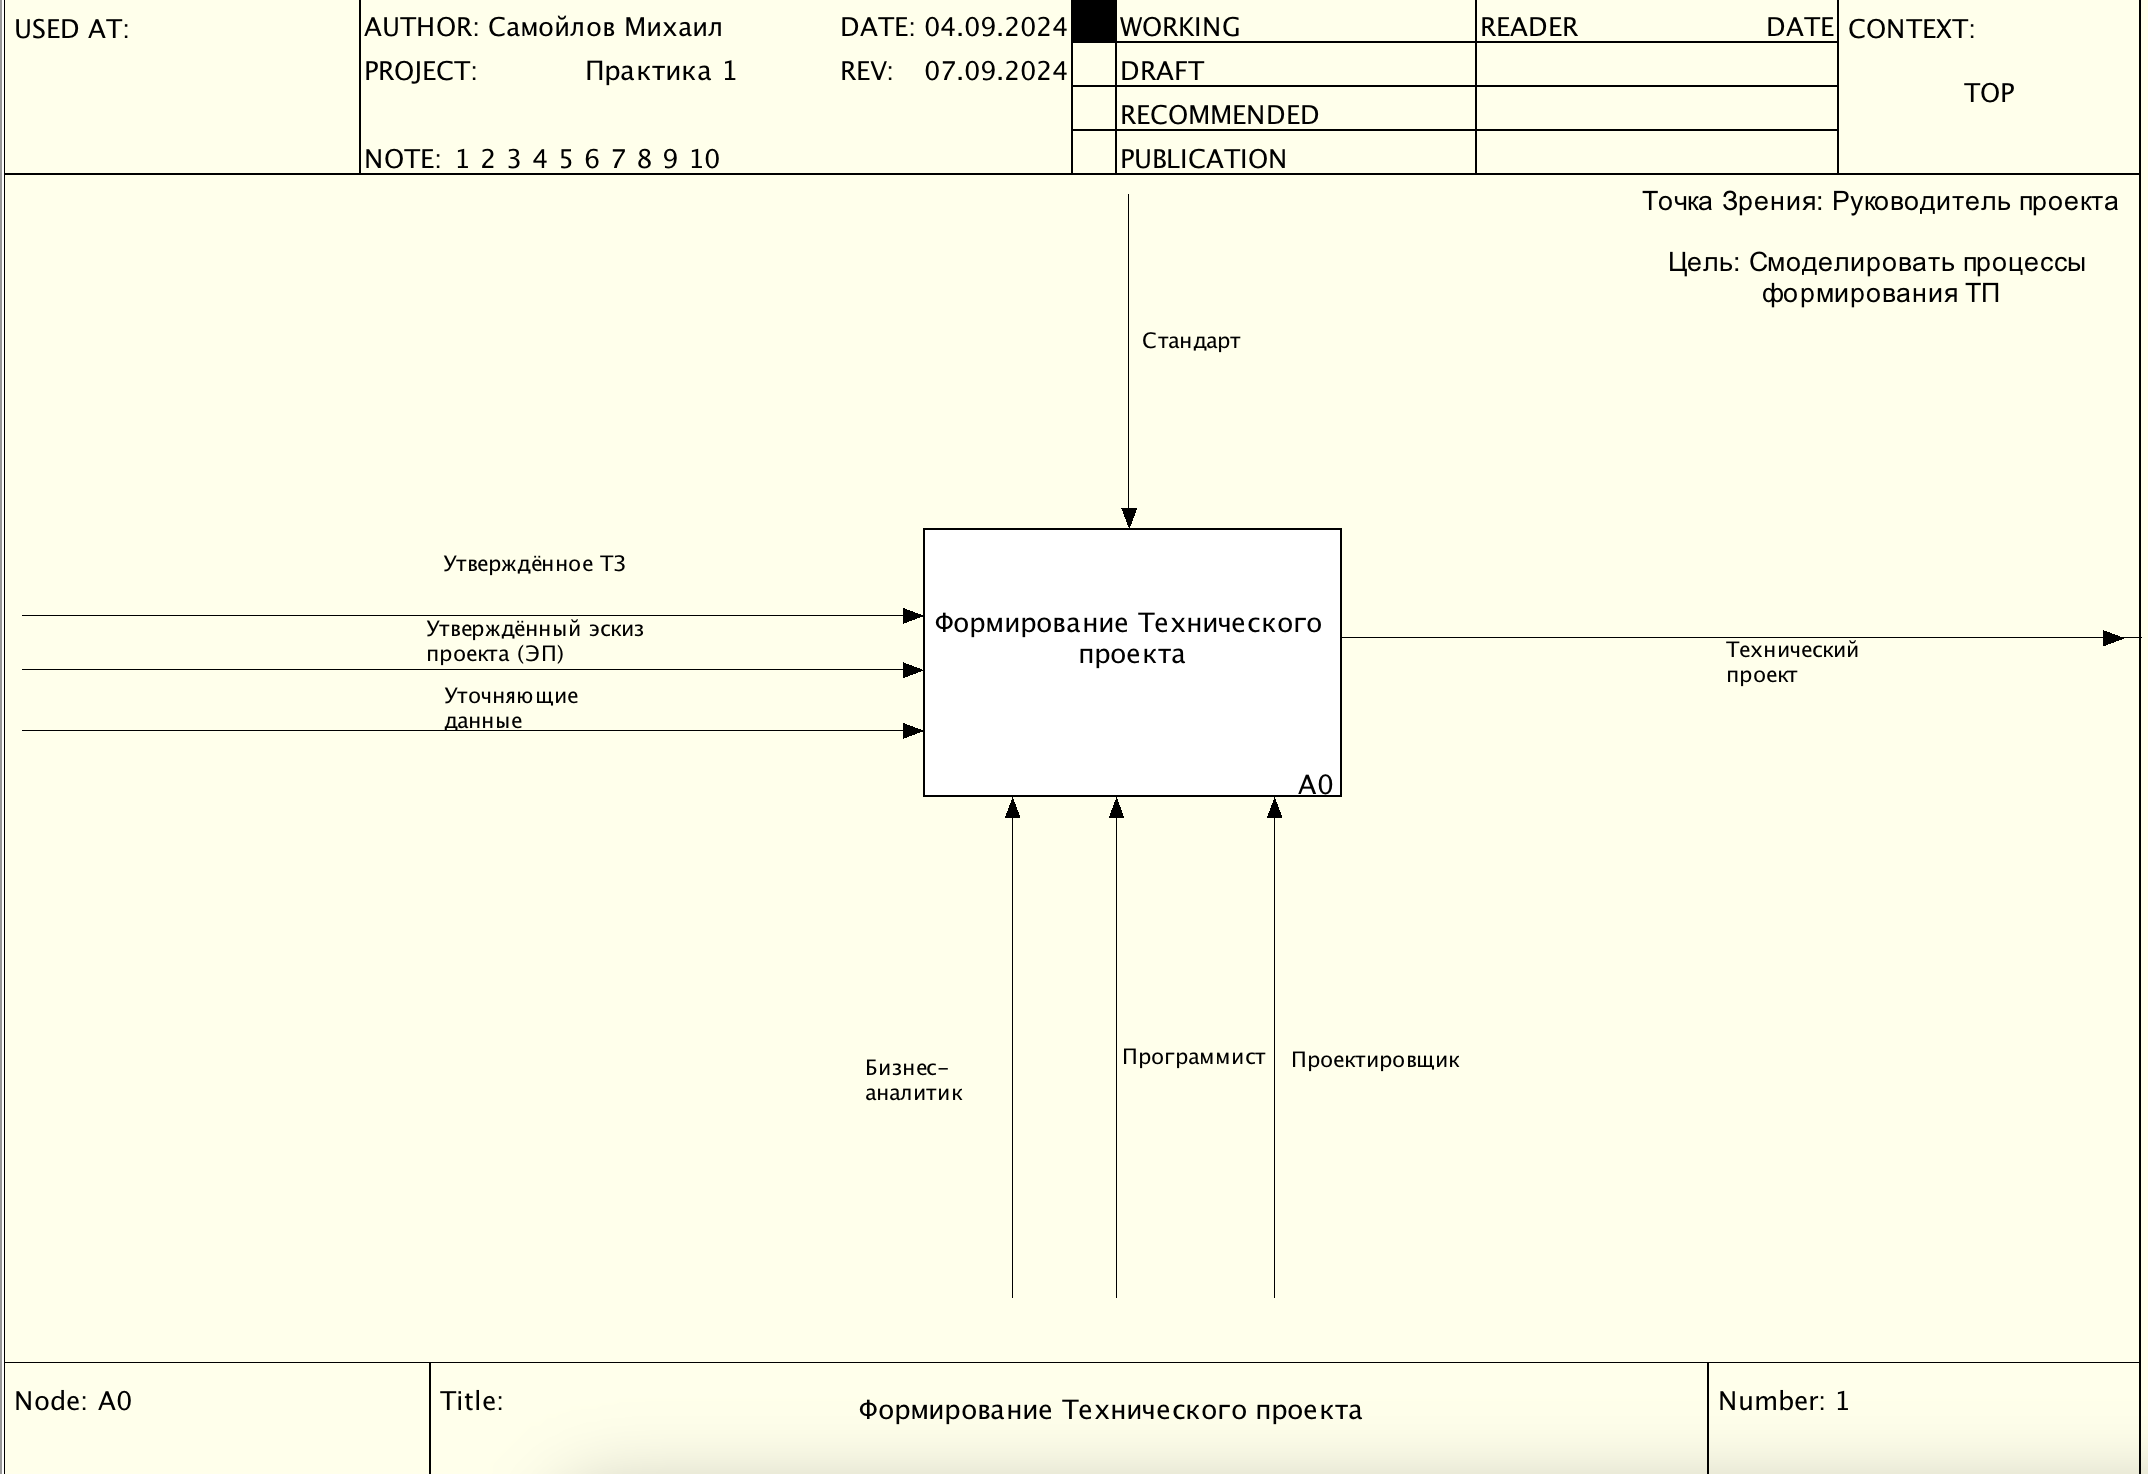 USED AT:
AUTHOR: Самойлов Михаил
DATE: 04.09.2024
PROJECT: Практика 1
REV: 07.09.2024
NOTE: 1 2 3 4 5 6 7 8 9 10
WORKING
DRAFT
RECOMMENDED
PUBLICATION
READER DATE
CONTEXT:
TOP
Точка Зрения: Руководитель проекта
Цель: Смоделировать процессы
формирования ТП
Стандарт
Утверждённое ТЗ
Утверждённый эскиз
проекта (ЭП)
Уточняющие
данные
Формирование Технического
проекта
A0
Технический
проект
Бизнес-
аналитик
Программист
Проектировщик
Node: A0
Title: Формирование Технического проекта
Number: 1